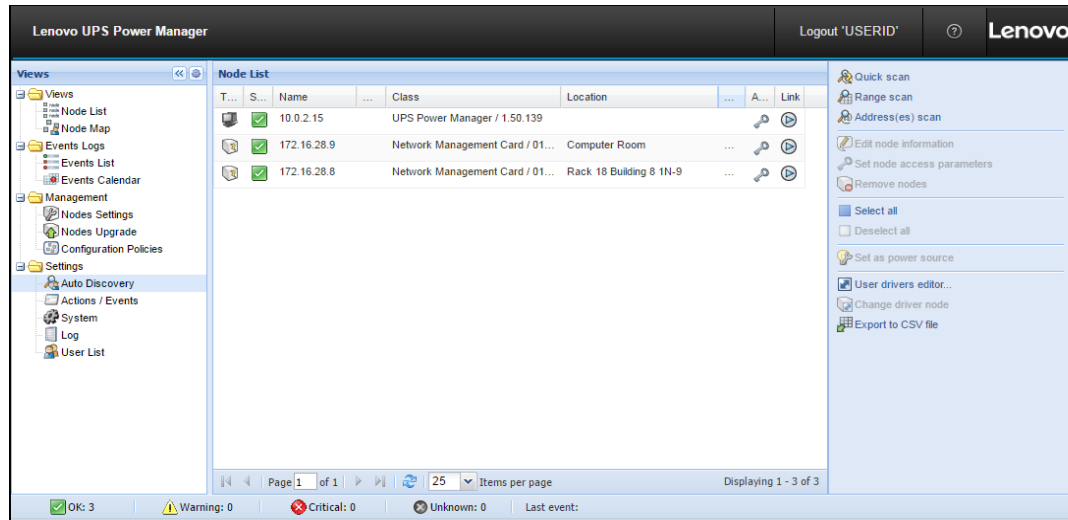 Lenovo UPS Power Manager
Logout 'USERID'
?
Lenovo
Views
Views
Node List
Node Map
Events Logs
Events List
Events Calendar
Management
Nodes Settings
Nodes Upgrade
Configuration Policies
Settings
Auto Discovery
Actions / Events
System
Log
User List
Node List
T... S... Name ... Class Location ... A... Link
10.0.2.15 UPS Power Manager / 1.50.139
172.16.28.9 Network Management Card / 01... Computer Room ...
172.16.28.8 Network Management Card / 01... Rack 18 Building 8 1N-9 ...
Page 1 of 1 25 Items per page Displaying 1 - 3 of 3
Quick scan
Range scan
Address(es) scan
Edit node information
Set node access parameters
Remove nodes
Select all
Deselect all
Set as power source
User drivers editor...
Change driver node
Export to CSV file
OK: 3 Warning: 0 Critical: 0 Unknown: 0 Last event: